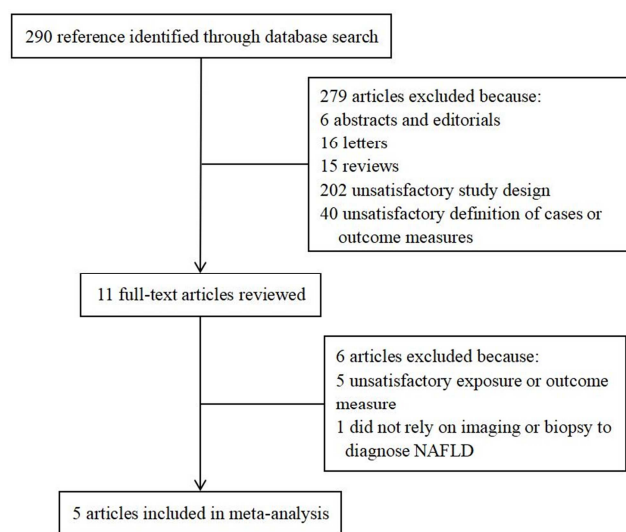 290 reference identified through database search
279 articles excluded because:
6 abstracts and editorials
16 letters
15 reviews
202 unsatisfactory study design
40 unsatisfactory definition of cases or
outcome measures
11 full-text articles reviewed
6 articles excluded because:
5 unsatisfactory exposure or outcome
measure
1 did not rely on imaging or biopsy to
diagnose NAFLD
5 articles included in meta-analysis